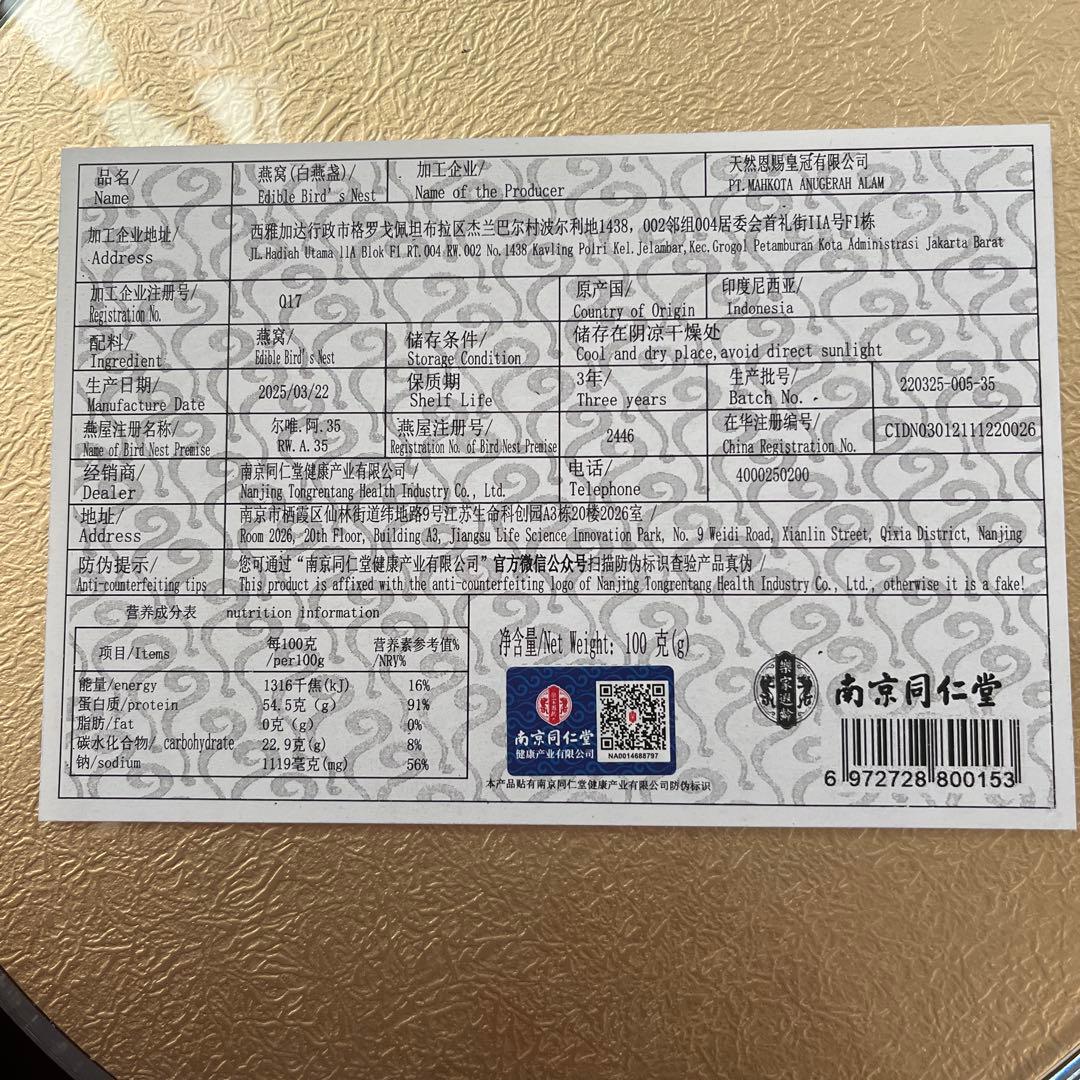 品名/ 燕窝(白燕盏)/ 加工企业/ 天然恩赐皇冠有限公司
Name Edible Bird's Nest Name of the Producer PT.MAHKOTA ANUGERAH ALAM
加工企业地址/ 西雅加达行政市格罗戈佩坦布拉区杰兰巴尔村波尔利地1438, 002邻组004居委会首礼街IIA号F1栋
Address JL.Hadiah Utama llA Blok F1 RT.004 RW.002 No.1438 Kavling Polri Kel.Jelambar,Kec.Grogol Petamburan Kota Administrasi Jakarta Barat
加工企业注册号/ Q17 原产国/ 印度尼西亚/
Registration No. Country of Origin Indonesia
配料/ 燕窝/ 储存条件/ 储存在阴凉干燥处
Ingredient Edible Bird's Nest Storage Condition Cool and dry place,avoid direct sunlight
生产日期/ 2025/03/22 保质期 3年/ 生产批号/ 220325-005-35
Manufacture Date Shelf Life Three years Batch No.
燕屋注册名称/ 尔唯.阿.35 燕屋注册号/ 2446 在华注册编号/ CIDN03012111220026
Name of Bird Nest Premise RW.A.35 Registration No. of Bird Nest Premise China Registration No.
经销商/ 南京同仁堂健康产业有限公司/ 电话/ 4000250200
Dealer Nanjing Tongrentang Health Industry Co., Ltd. Telephone
地址/ 南京市栖霞区仙林街道纬地路9号江苏生命科创园A3栋20楼2026室/
Address Room 2026, 20th Floor, Building A3, Jiangsu Life Science Innovation Park, No. 9 Weidi Road, Xianlin Street, Qixia District, Nanjing
防伪提示/ 您可通过“南京同仁堂健康产业有限公司”官方微信公众号扫描防伪标识查验产品真伪/
Anti-counterfeiting tips This product is affixed with the anti-counterfeiting logo of Nanjing Tongrentang Health Industry Co., Ltd., otherwise it is a fake!
营养成分表 nutrition information
项目/Items 每100克/per100g 营养素参考值%/NRV%
能量/energy 1316千焦(kJ) 16%
蛋白质/protein 54.5克(g) 91%
脂肪/fat 0克(g) 0%
碳水化合物/ carbohydrate 22.9克(g) 8%
钠/sodium 1119毫克(mg) 56%
净含量/Net Weight: 100 克(g)
南京同仁堂
健康产业有限公司
NA0014688797
本产品贴有南京同仁堂健康产业有限公司防伪标识
樂家老鋪
南京同仁堂
6 972728 800153